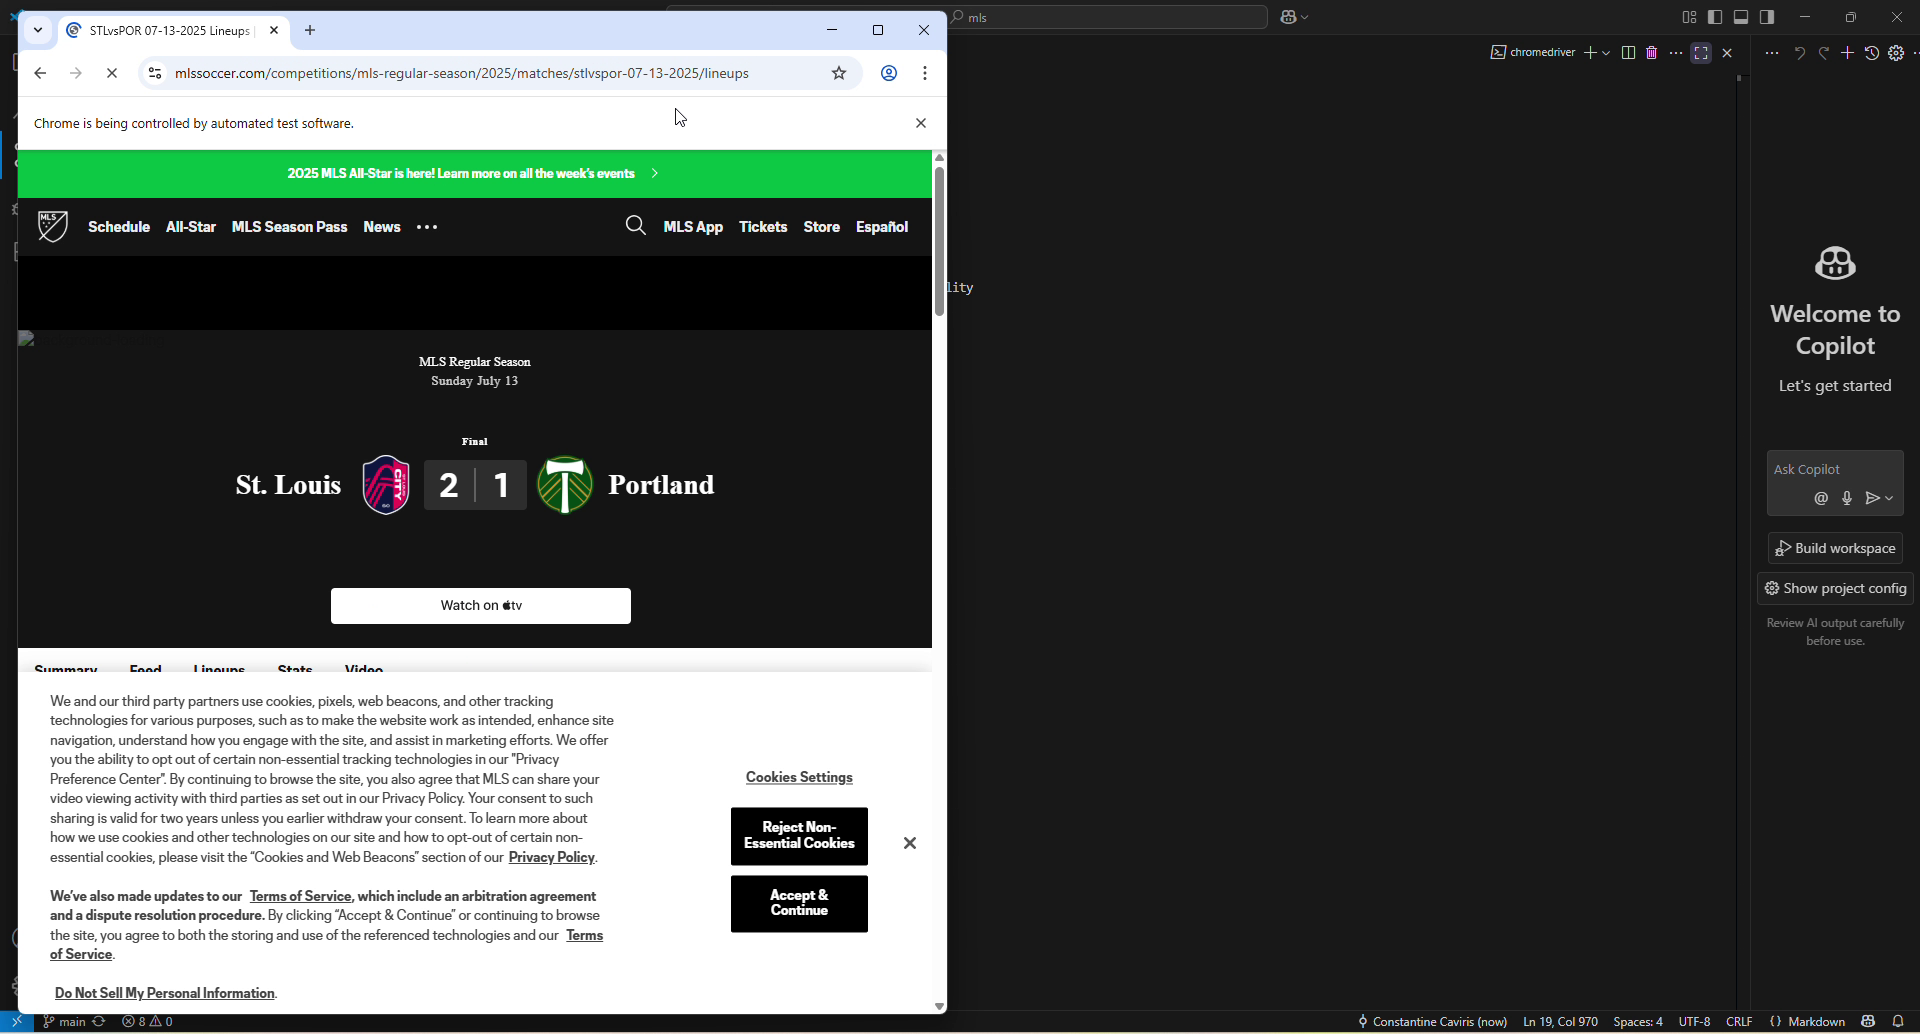 STLvsPOR 07-13-2025 Lineups
mls
mlssoccer.com/competitions/mls-regular-season/2025/matches/stlvspor-07-13-2025/lineups
chromedriver
Chrome is being controlled by automated test software.
2025 MLS All-Star is here! Learn more on all the week's events
MLS
Schedule All-Star MLS Season Pass News
MLS App Tickets Store Español
lity
MLS Regular Season
Sunday July 13
Final
St. Louis
CITY
2 1
Portland
Watch on tv
Summary Feed Lineups Stats Video
We and our third party partners use cookies, pixels, web beacons, and other tracking
technologies for various purposes, such as to make the website work as intended, enhance site
navigation, understand how you engage with the site, and assist in marketing efforts. We offer
you the ability to opt out of certain non-essential tracking technologies in our "Privacy
Preference Center". By continuing to browse the site, you also agree that MLS can share your
video viewing activity with third parties as set out in our Privacy Policy. Your consent to such
sharing is valid for two years unless you earlier withdraw your consent. To learn more about
how we use cookies and other technologies on our site and how to opt-out of certain non-
essential cookies, please visit the “Cookies and Web Beacons” section of our Privacy Policy.
We've also made updates to our Terms of Service, which include an arbitration agreement
and a dispute resolution procedure. By clicking “Accept & Continue” or continuing to browse
the site, you agree to both the storing and use of the referenced technologies and our Terms
of Service.
Do Not Sell My Personal Information.
Cookies Settings
Reject Non-
Essential Cookies
Accept &
Continue
Welcome to
Copilot
Let's get started
Ask Copilot
Build workspace
Show project config
Review AI output carefully
before use.
main
8 0
Constantine Caviris (now)
Ln 19, Col 970
Spaces: 4
UTF-8
CRLF
{} Markdown